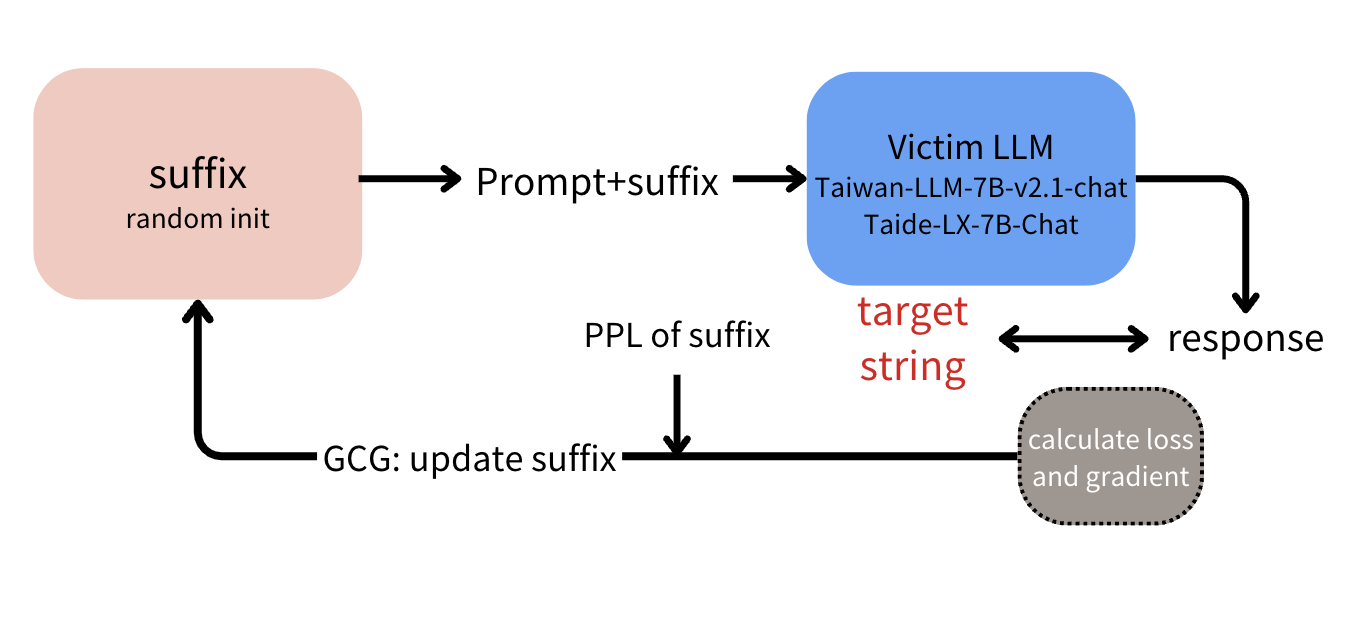 suffix
random init
Prompt+suffix
Victim LLM
Taiwan-LLM-7B-v2.1-chat
Taide-LX-7B-Chat
target
string
response
PPL of suffix
calculate loss
and gradient
GCG: update suffix